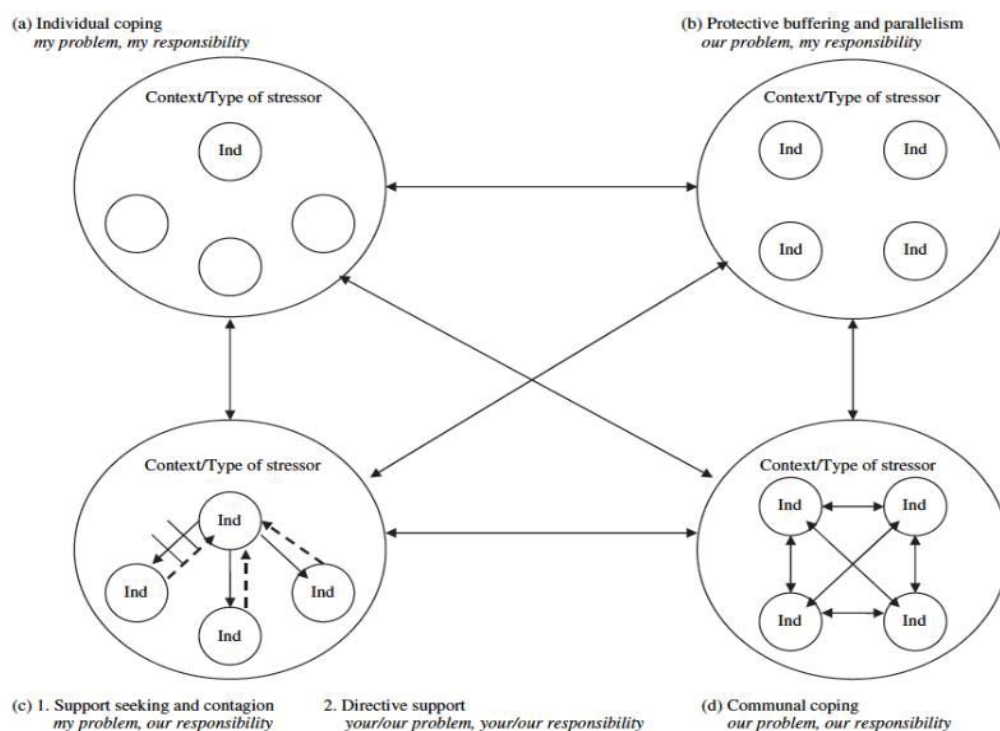 (a) Individual coping
my problem, my responsibility
(b) Protective buffering and parallelism
our problem, my responsibility
Context/Type of stressor
Ind
Context/Type of stressor
Ind
Ind
Ind
Ind
Context/Type of stressor
Ind
Ind
Ind
Ind
Context/Type of stressor
Ind
Ind
Ind
Ind
(c) 1. Support seeking and contagion
my problem, our responsibility
2. Directive support
your/our problem, your/our responsibility
(d) Communal coping
our problem, our responsibility